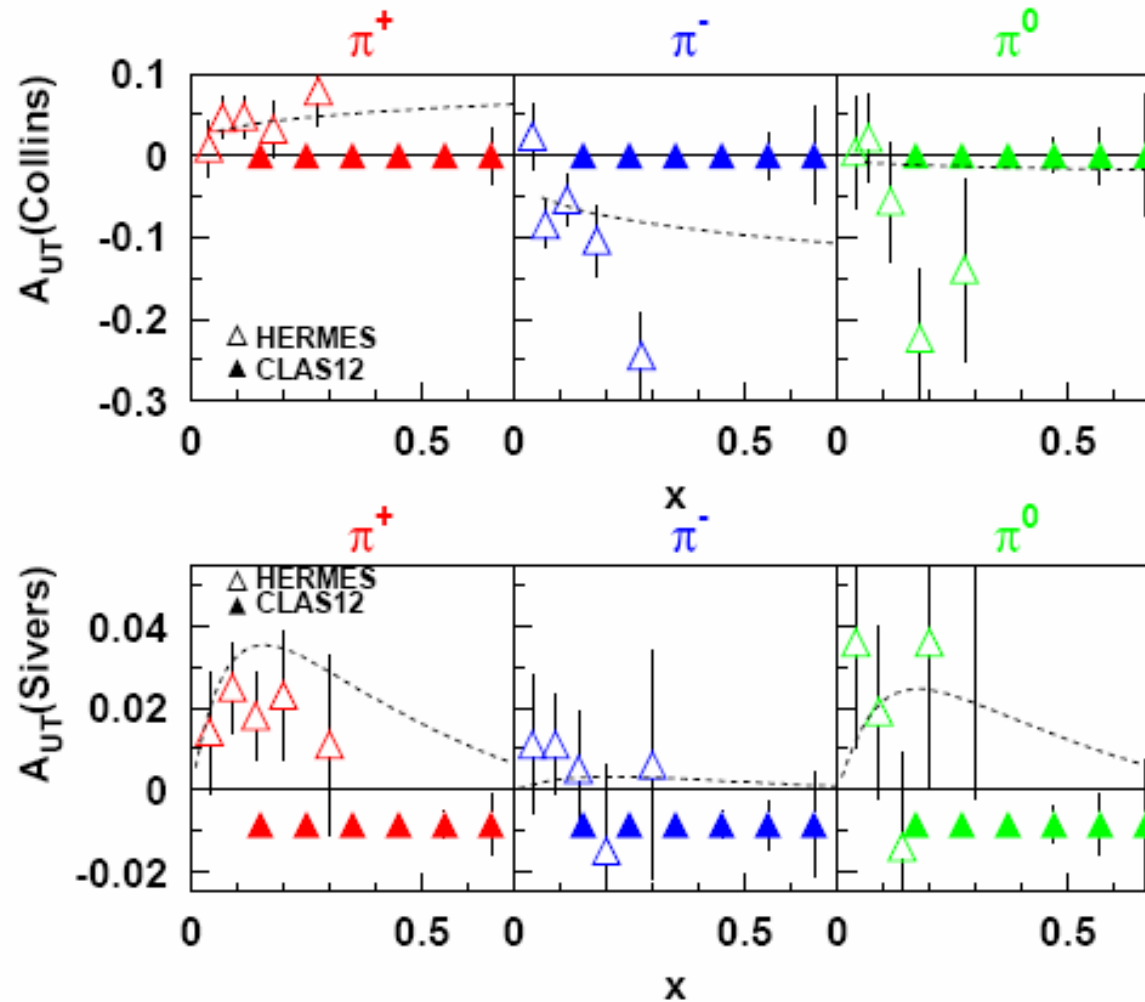 π+ π- π0
0.1
0
-0.1
-0.2
-0.3
AUT(Collins)
HERMES
CLAS12
0 0.5 0 0.5 0 0.5
x
π+ π- π0
AUT(Sivers)
HERMES
CLAS12
0.04
0.02
0
-0.02
0 0.5 0 0.5 0 0.5
x